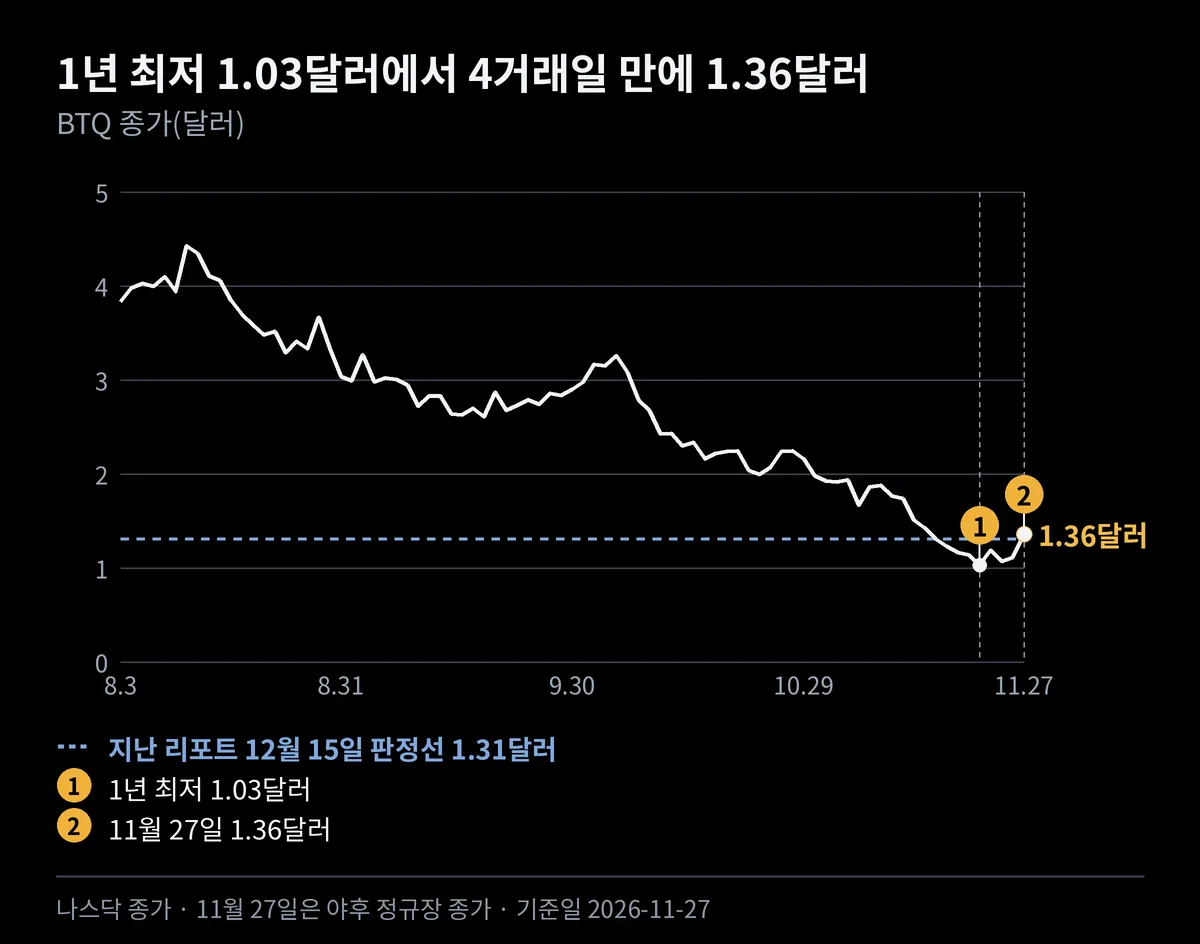 1년 최저 1.03달러에서 4거래일 만에 1.36달러
BTQ 종가(달러)
5
4
3
2
1
0
1
2
1.36달러
8.3
8.31
9.30
10.29
11.27
지난 리포트 12월 15일 판정선 1.31달러
1 1년 최저 1.03달러
2 11월 27일 1.36달러
나스닥 종가 · 11월 27일은 야후 정규장 종가 · 기준일 2026-11-27